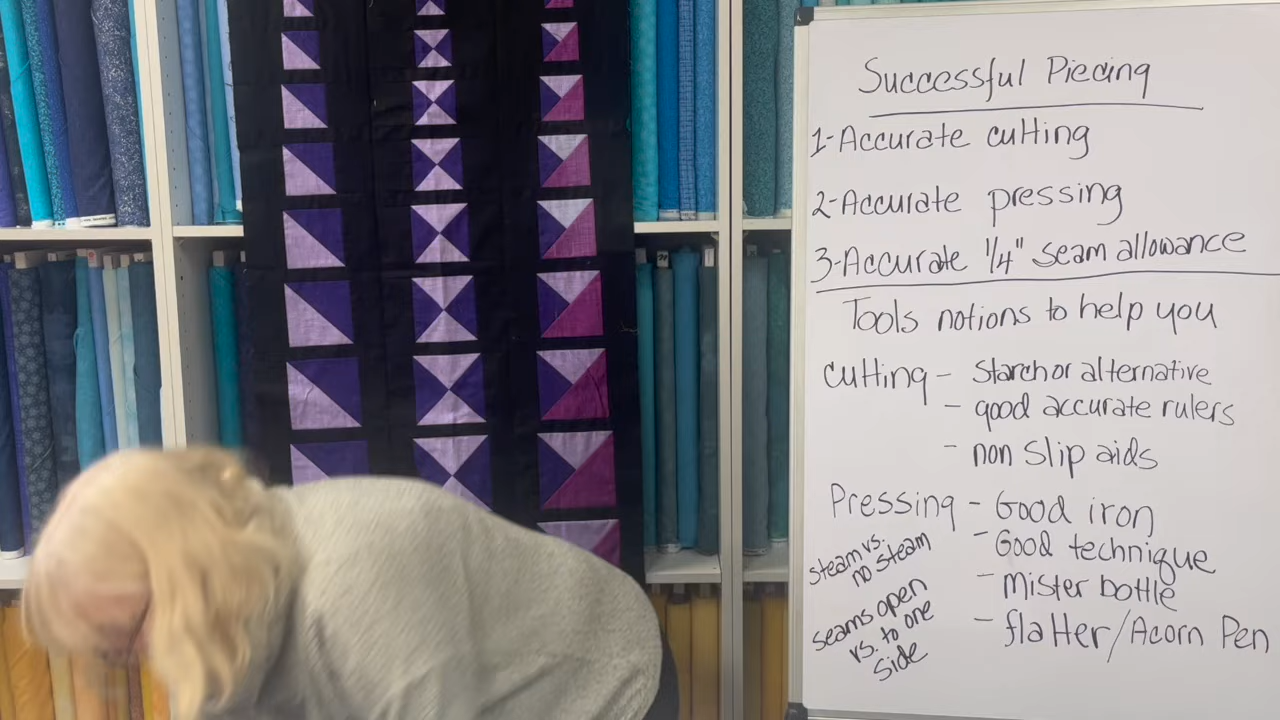 Successful Piecing
1-Accurate cutting
2-Accurate pressing
3-Accurate 1/4" seam allowance
Tools notions to help you
cutting - Starch or alternative
- good accurate rulers
- non slip aids
Pressing - Good iron
- Good technique
- mister bottle
- flatter/Acorn Pen
steam vs.
no steam
seams open
vs. to one
side